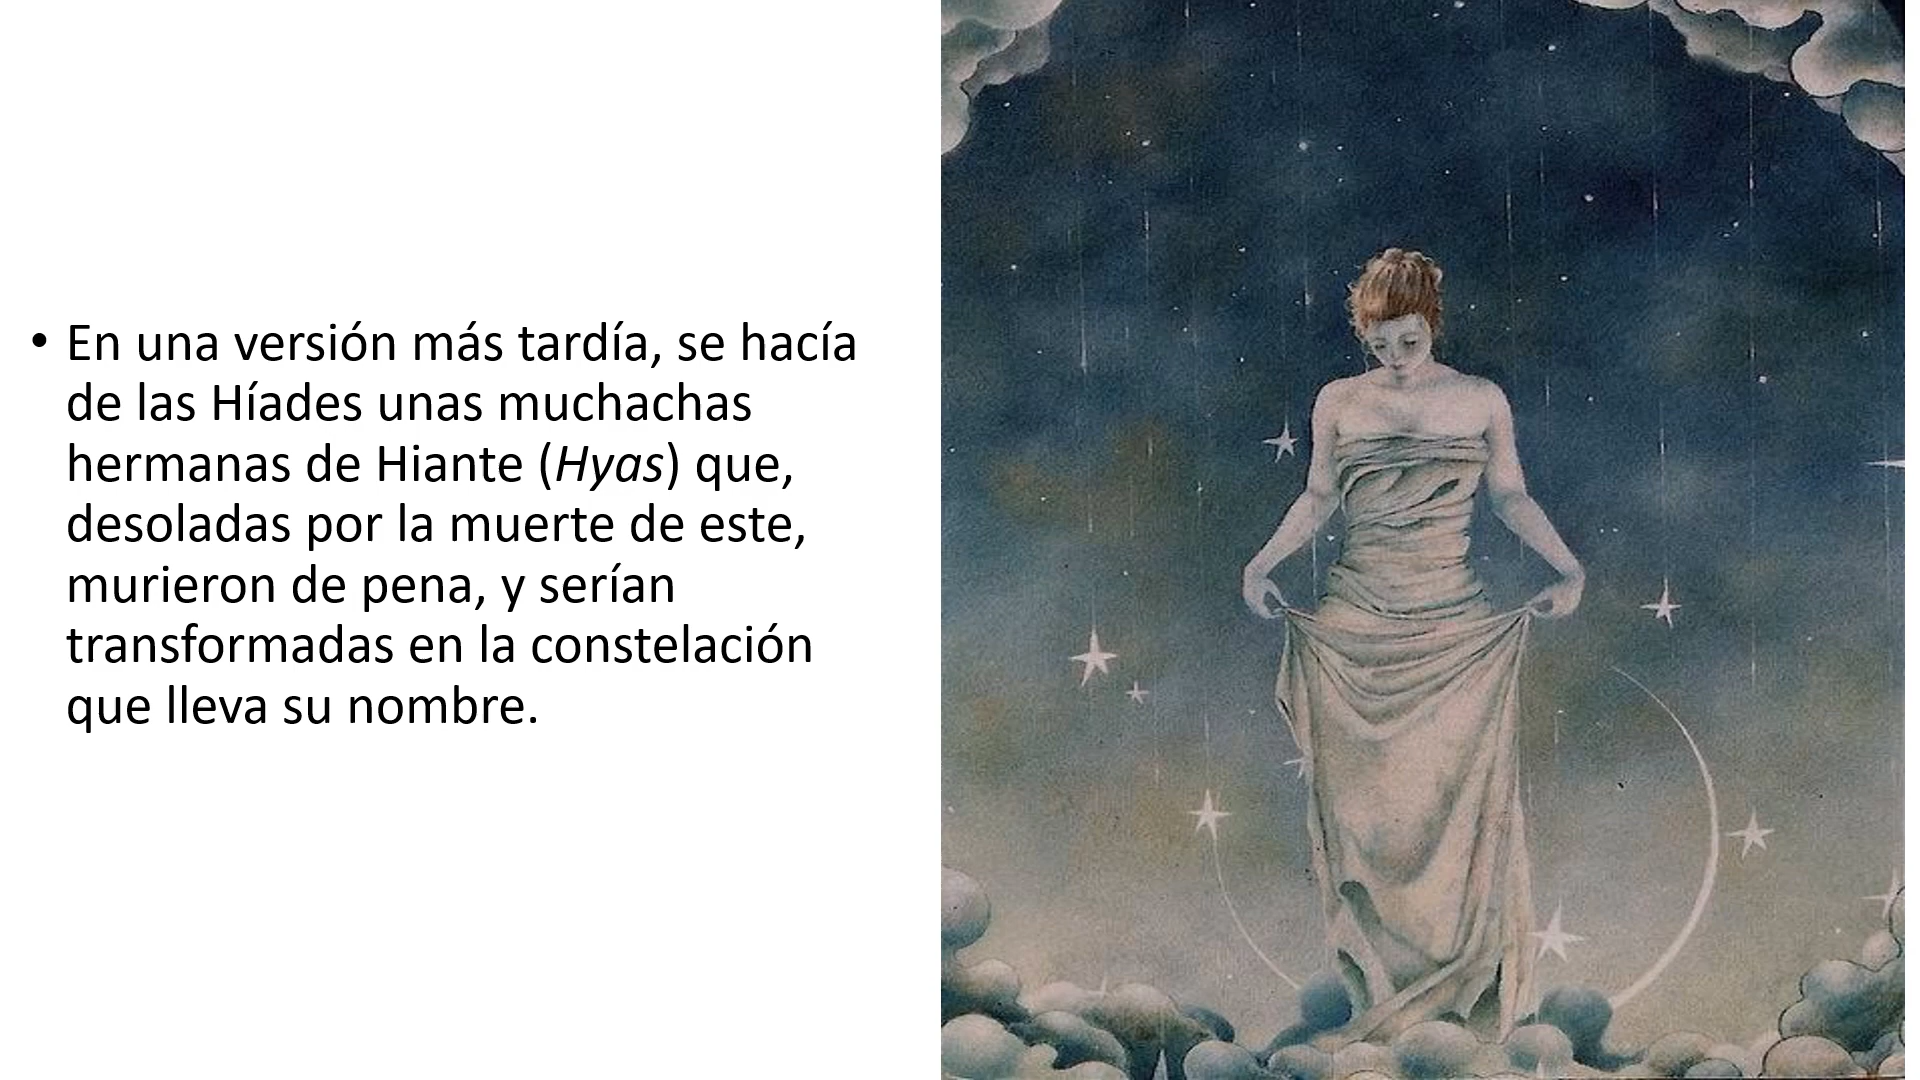 • En una versión más tardía, se hacía
de las Híades unas muchachas
hermanas de Hiante (Hyas) que,
desoladas por la muerte de este,
murieron de pena, y serían
transformadas en la constelación
que lleva su nombre.